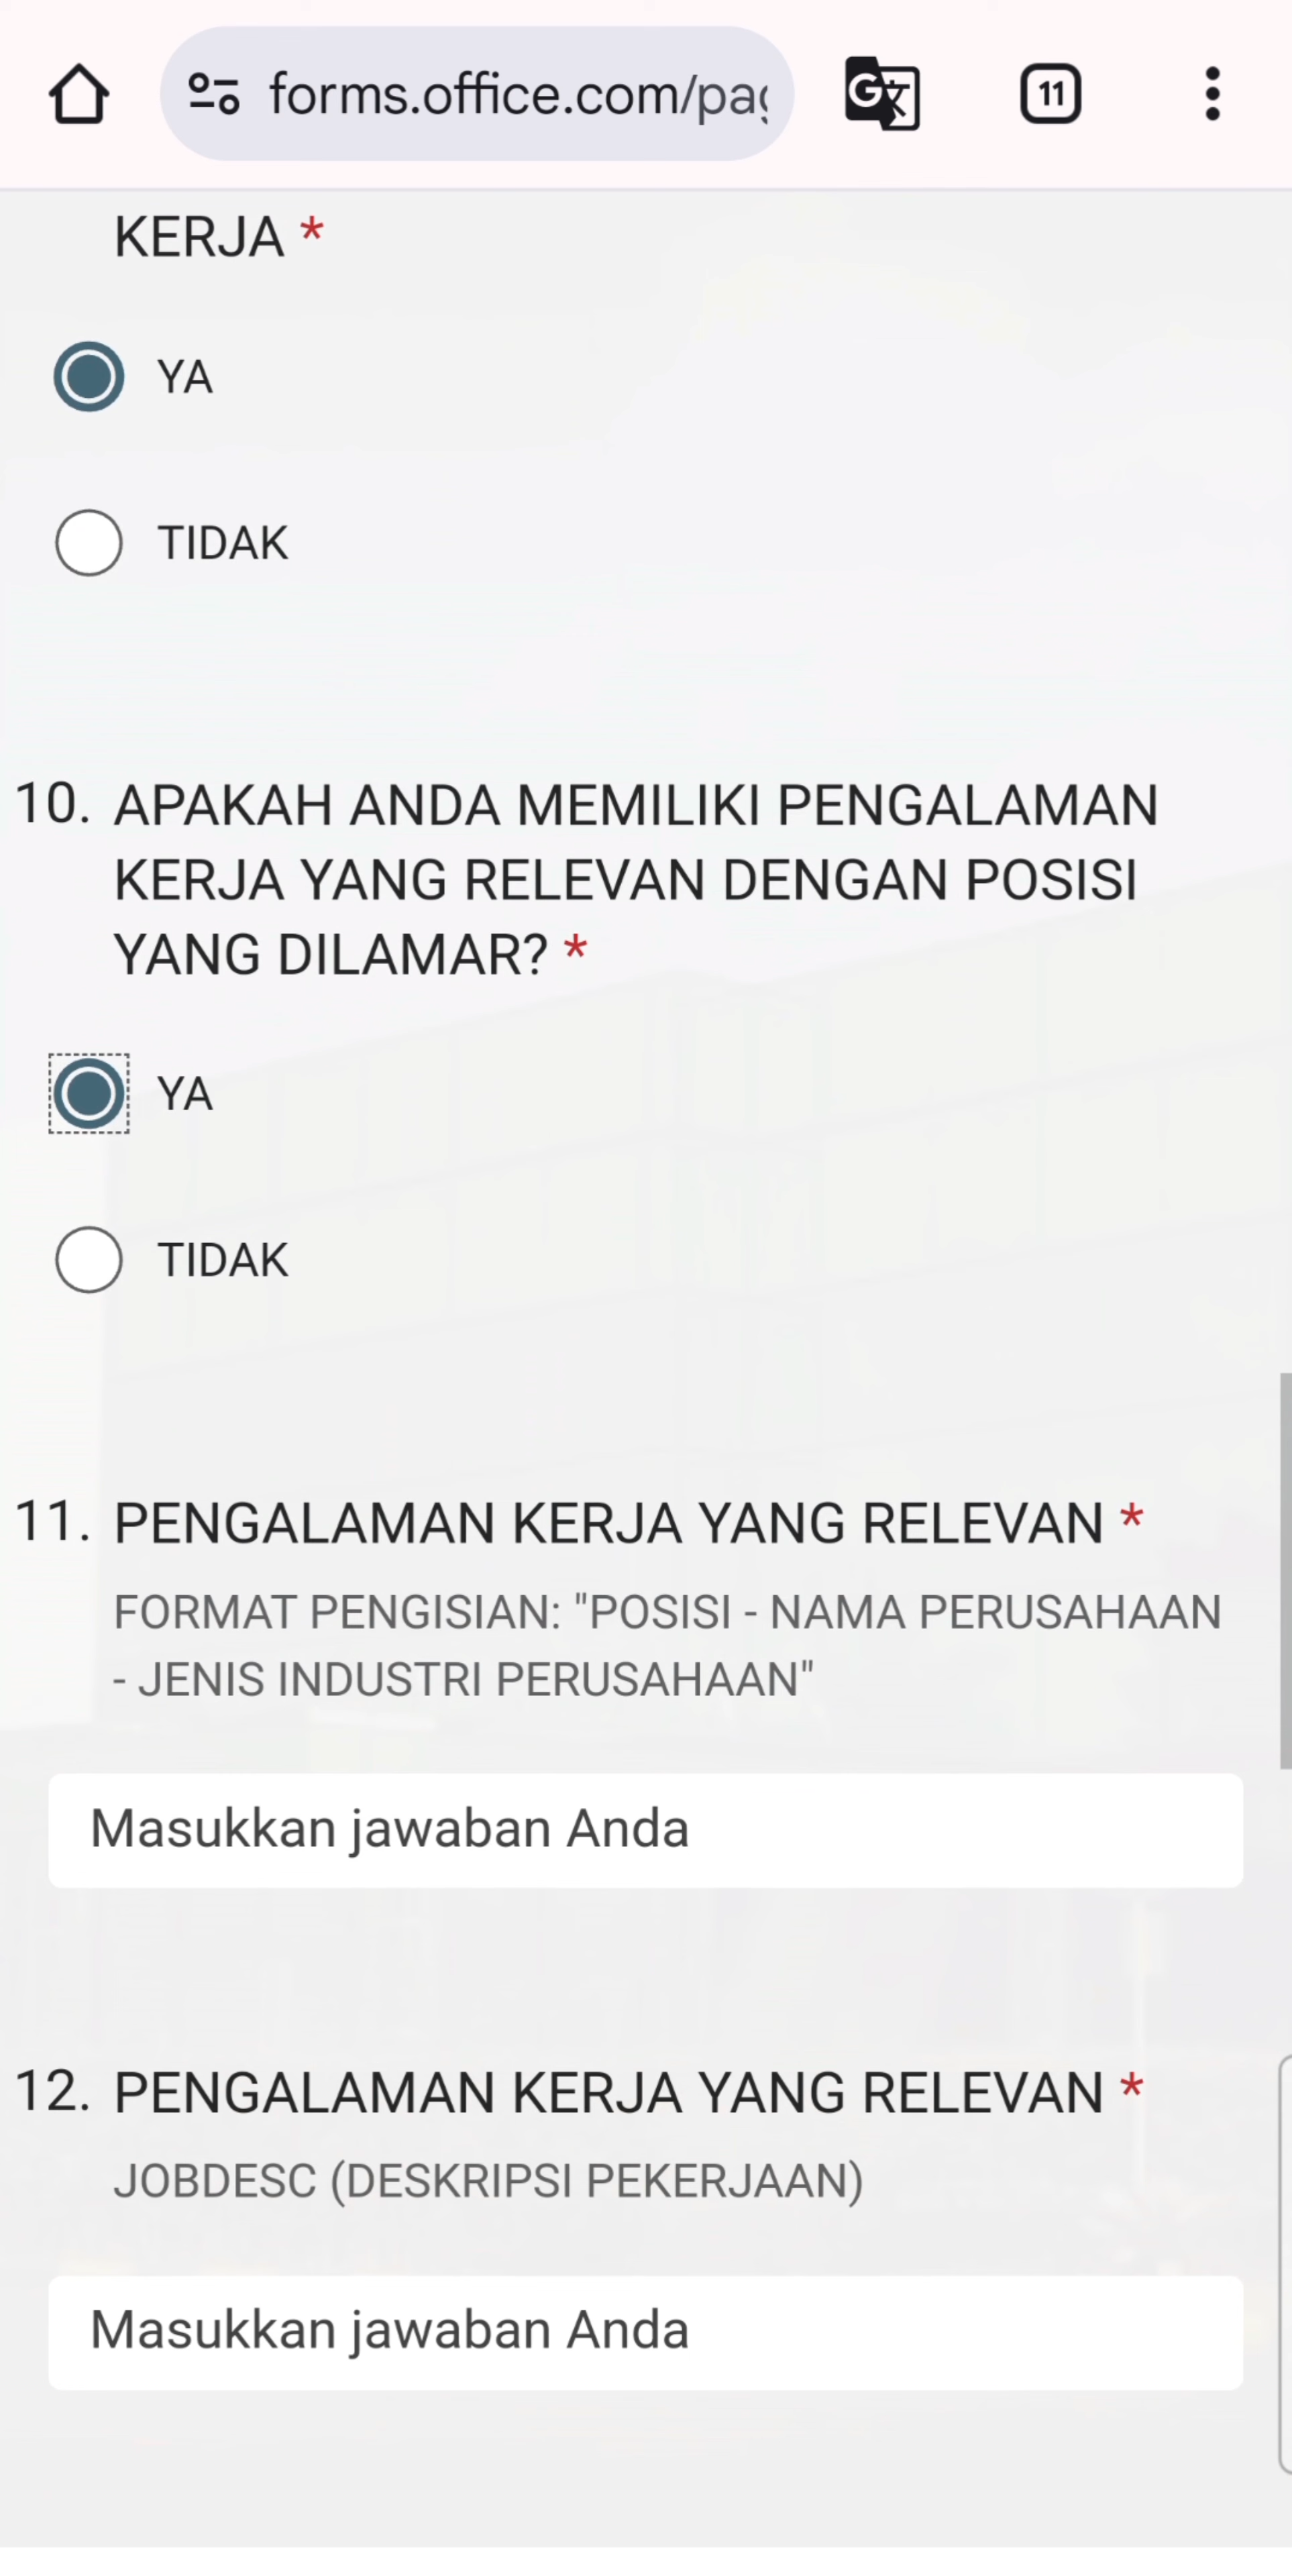 forms.office.com/pa
11
KERJA *
YA
TIDAK
10. APAKAH ANDA MEMILIKI PENGALAMAN
KERJA YANG RELEVAN DENGAN POSISI
YANG DILAMAR? *
YA
TIDAK
11. PENGALAMAN KERJA YANG RELEVAN *
FORMAT PENGISIAN: "POSISI - NAMA PERUSAHAAN
- JENIS INDUSTRI PERUSAHAAN"
Masukkan jawaban Anda
12. PENGALAMAN KERJA YANG RELEVAN *
JOBDESC (DESKRIPSI PEKERJAAN)
Masukkan jawaban Anda